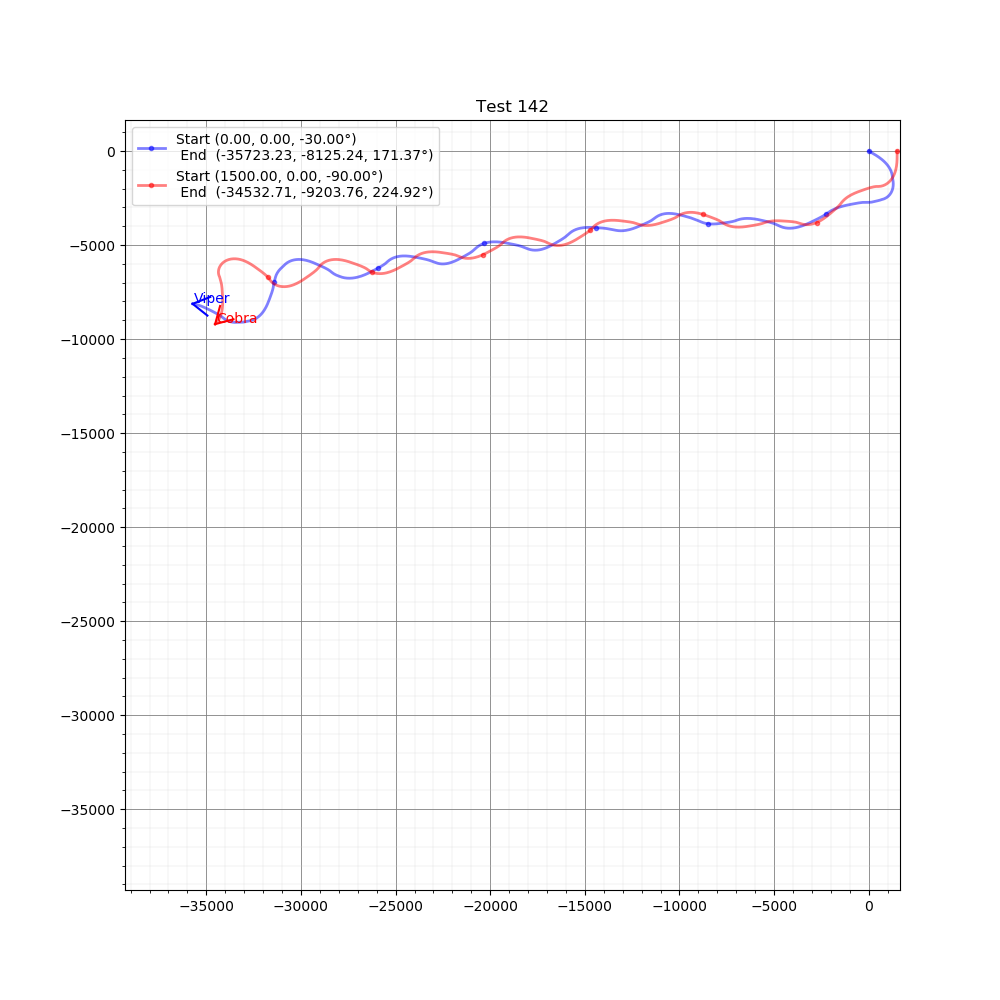 Test 142
Start (0.00, 0.00, -30.00°)
End  (-35723.23, -8125.24, 171.37°)
Start (1500.00, 0.00, -90.00°)
End  (-34532.71, -9203.76, 224.92°)
0
−5000
−10000
−15000
−20000
−25000
−30000
−35000
Viper
Cobra
−35000 −30000 −25000 −20000 −15000 −10000 −5000 0